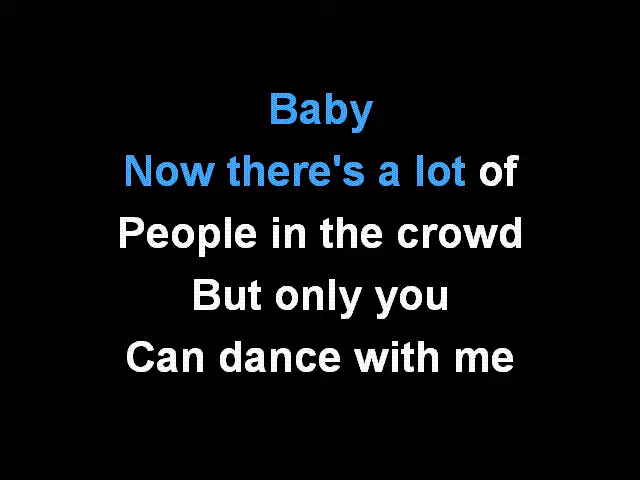 Baby
Now there's a lot of
People in the crowd
But only you
Can dance with me